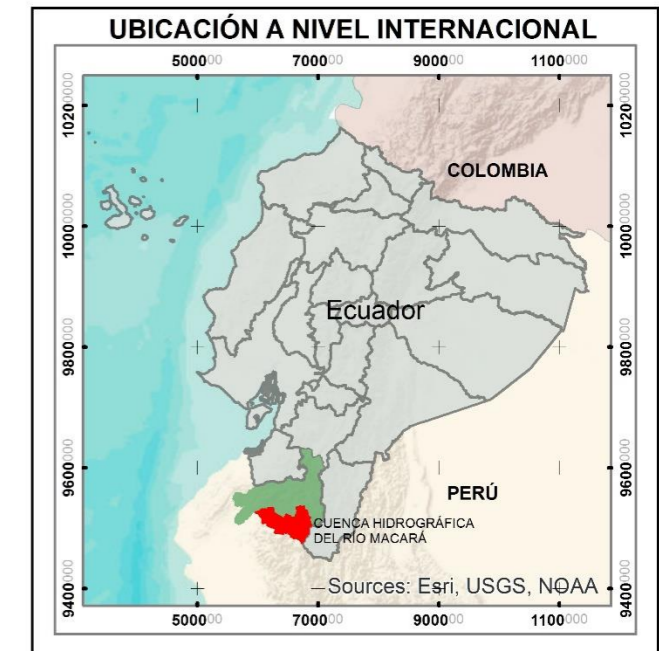 UBICACIÓN A NIVEL INTERNACIONAL
500000 700000 900000 1100000
10200000 10200000
COLOMBIA
10000000 10000000
Ecuador
9800000 9800000
9600000 9600000
PERÚ
CUENCA HIDROGRÁFICA
DEL RÍO MACARÁ
Sources: Esri, USGS, NOAA
9400000 9400000
500000 700000 900000 1100000